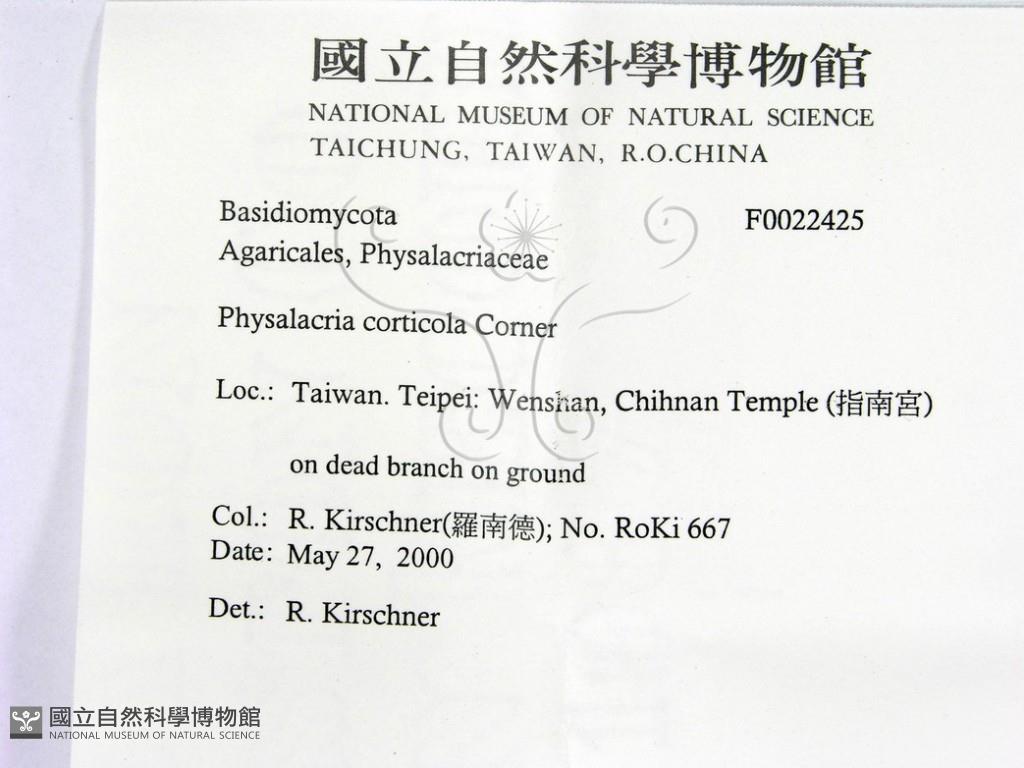 國立自然科學博物館
NATIONAL MUSEUM OF NATURAL SCIENCE
TAICHUNG, TAIWAN, R.O.CHINA
Basidiomycota F0022425
Agaricales, Physalacriaceae
Physalacria corticola Corner
Loc.: Taiwan. Teipei: Wenshan, Chihnan Temple (指南宮)
on dead branch on ground
Col.: R. Kirschner(羅南德); No. RoKi 667
Date: May 27, 2000
Det.: R. Kirschner
國立自然科學博物館
NATIONAL MUSEUM OF NATURAL SCIENCE